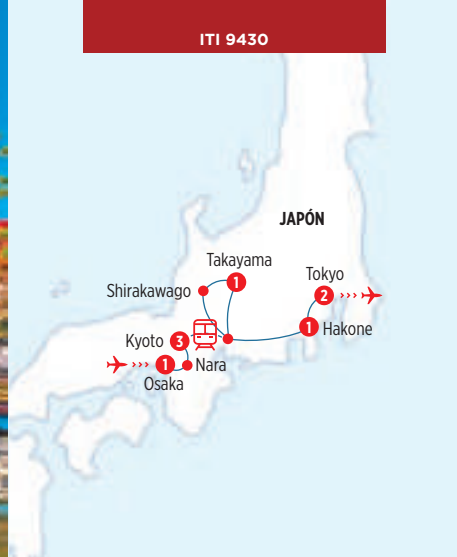 ITI 9430
JAPÓN
Takayama
1
Tokyo
2
Shirakawago
1 Hakone
Kyoto 3
1 Nara
Osaka